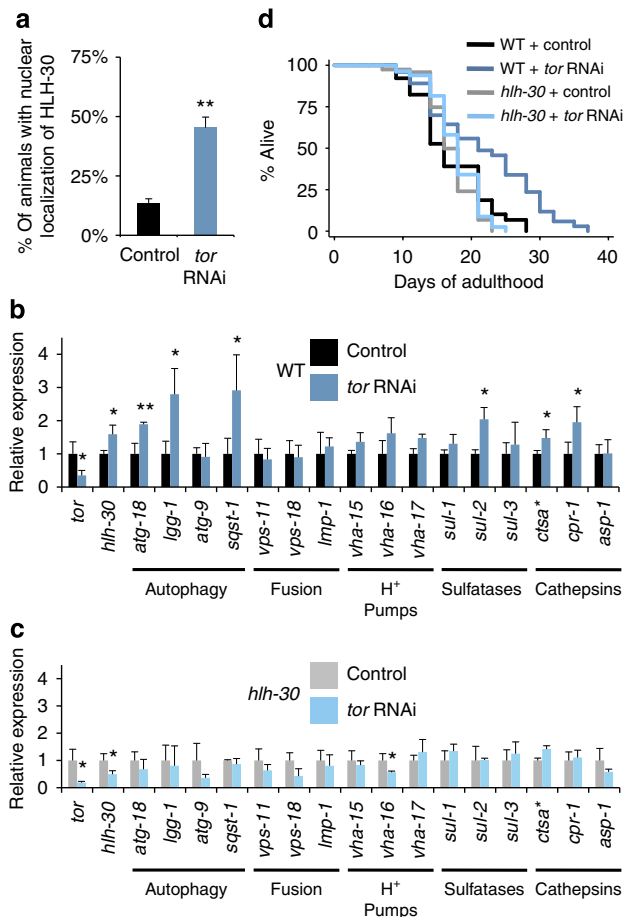 a
75%
50%
25%
0%
% Of animals with nuclear
localization of HLH-30
**
Control
tor
RNAi
d
WT + control
WT + tor RNAi
hlh-30 + control
hlh-30 + tor RNAi
100
75
50
25
0
% Alive
0 10 20 30 40
Days of adulthood
b
Relative expression
4
3
2
1
0
WT
Control
tor RNAi
* * ** * * * * *
tor hlh-30 atg-18 lgg-1 atg-9 sqst-1 vps-11 vps-18 lmp-1 vha-15 vha-16 vha-17 sul-1 sul-2 sul-3 ctsa* cpr-1 asp-1
Autophagy Fusion H+ Pumps Sulfatases Cathepsins
c
Relative expression
4
2
1
0
hlh-30
Control
tor RNAi
* * *
tor hlh-30 atg-18 lgg-1 atg-9 sqst-1 vps-11 vps-18 lmp-1 vha-15 vha-16 vha-17 sul-1 sul-2 sul-3 ctsa* cpr-1 asp-1
Autophagy Fusion H+ Pumps Sulfatases Cathepsins